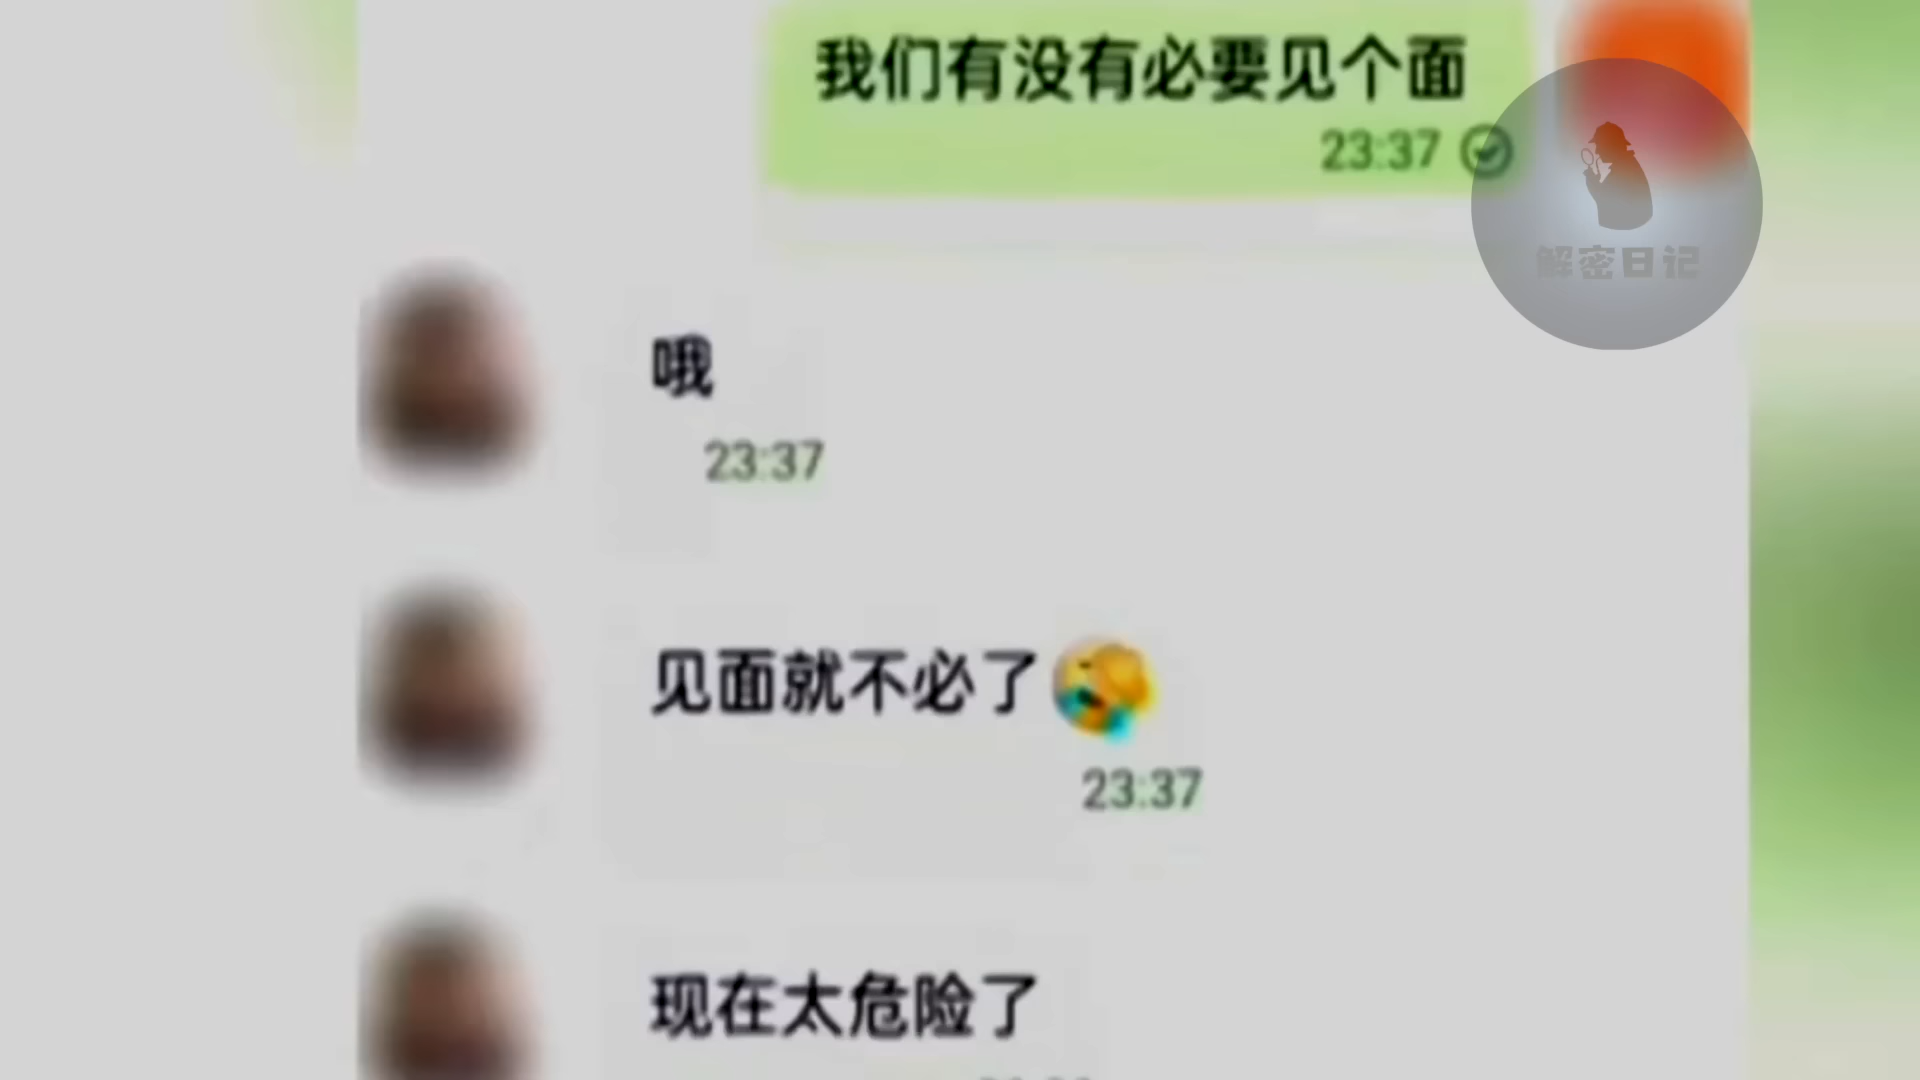 我们有没有必要见个面
23:37
解密日记
哦
23:37
见面就不必了🤣
23:37
现在太危险了